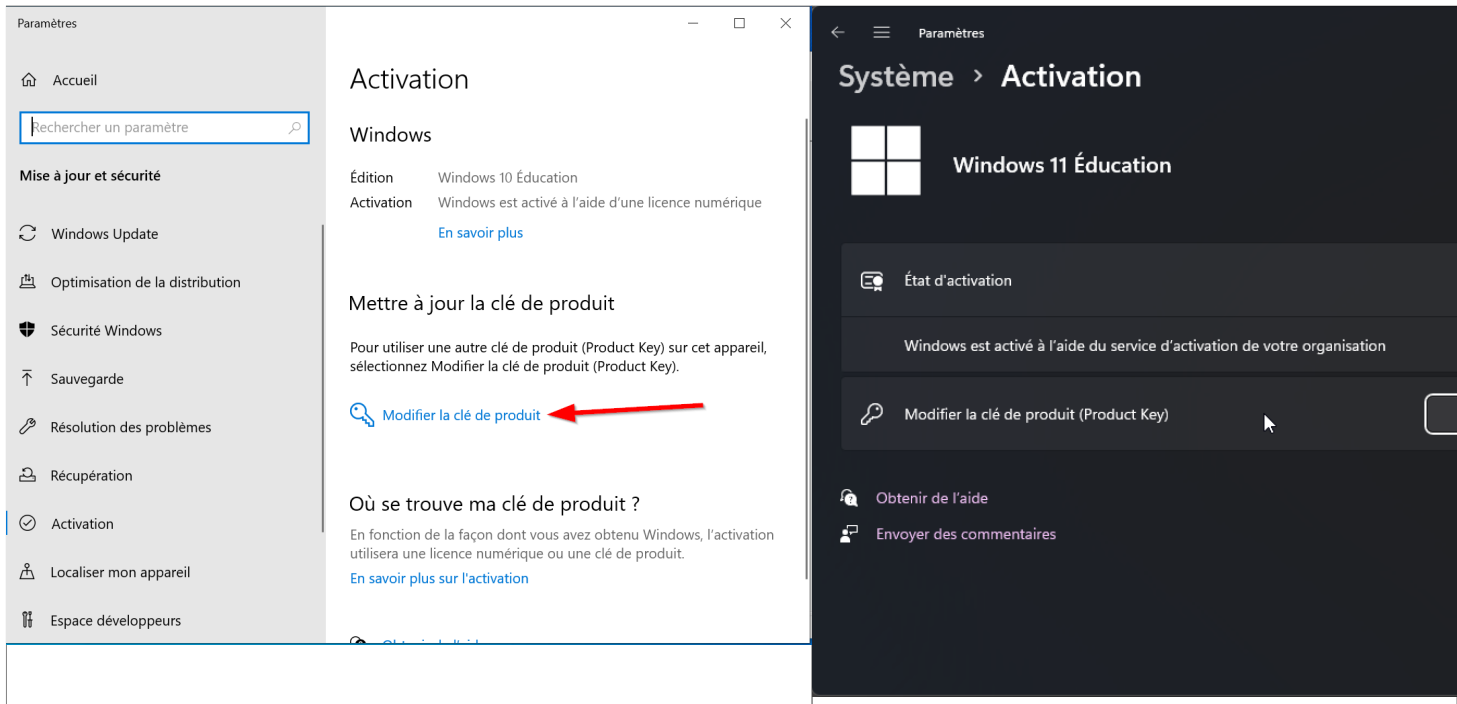 Paramètres
Accueil
Rechercher un paramètre
Mise à jour et sécurité
Windows Update
Optimisation de la distribution
Sécurité Windows
Sauvegarde
Résolution des problèmes
Récupération
Activation
Localiser mon appareil
Espace développeurs
Activation
Windows
Édition Windows 10 Éducation
Activation Windows est activé à l'aide d'une licence numérique
En savoir plus
Mettre à jour la clé de produit
Pour utiliser une autre clé de produit (Product Key) sur cet appareil,
sélectionnez Modifier la clé de produit (Product Key).
Modifier la clé de produit
Où se trouve ma clé de produit ?
En fonction de la façon dont vous avez obtenu Windows, l'activation
utilisera une licence numérique ou une clé de produit.
En savoir plus sur l'activation
Paramètres
Système > Activation
Windows 11 Éducation
État d'activation
Windows est activé à l'aide du service d'activation de votre organisation
Modifier la clé de produit (Product Key)
Obtenir de l'aide
Envoyer des commentaires